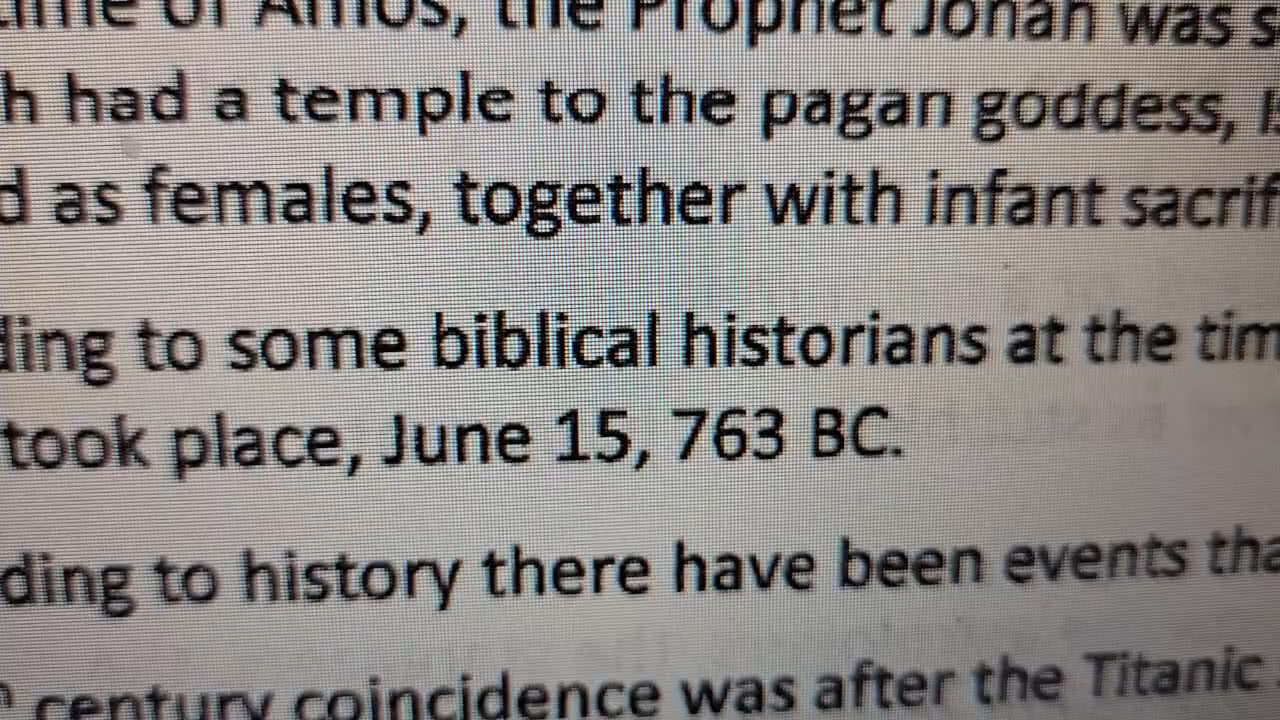 time of Amos, the Prophet Jonah was s
h had a temple to the pagan goddess,
d as females, together with infant sacrif
ding to some biblical historians at the tim
took place, June 15, 763 BC.
ding to history there have been events tha
century coincidence was after the Titanic